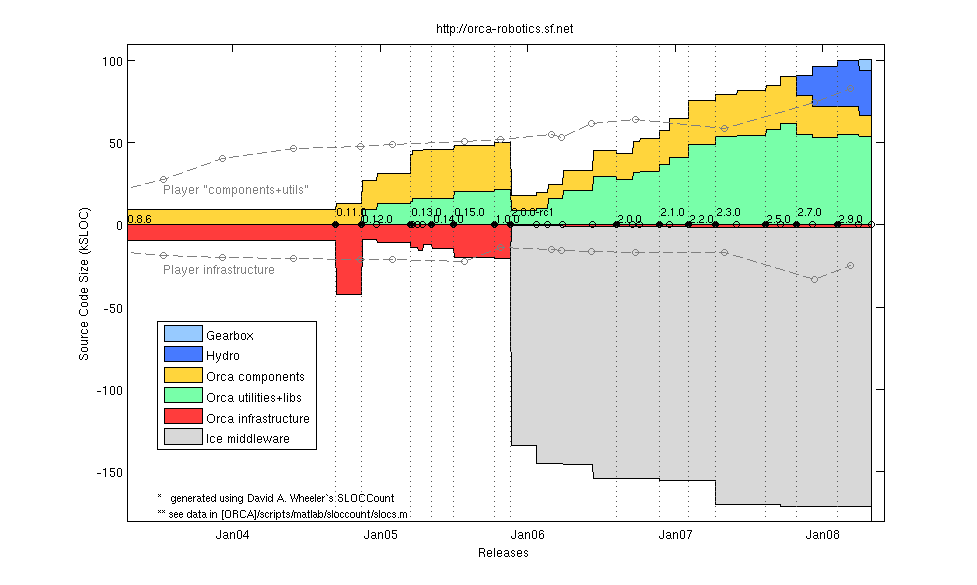 http://orca-robotics.sf.net
100
50
0
-50
-100
-150
Source Code Size (kSLOC)
Player "components+utils"
0.8.6
0.11.0
0.12.0
0.13.0
0.14.0
0.15.0
1.0.0
2.0.0-rc1
2.0.0
2.1.0
2.2.0
2.3.0
2.5.0
2.7.0
2.9.0
Player infrastructure
Gearbox
Hydro
Orca components
Orca utilities+libs
Orca infrastructure
Ice middleware
* generated using David A. Wheeler`s SLOCCount
** see data in [ORCA]/scripts/matlab/sloccount/slocs.m
Jan04 Jan05 Jan06 Jan07 Jan08
Releases